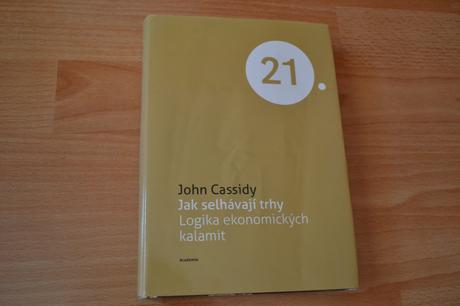 21.
John Cassidy
Jak selhávají trhy
Logika ekonomických
kalamit
Academia